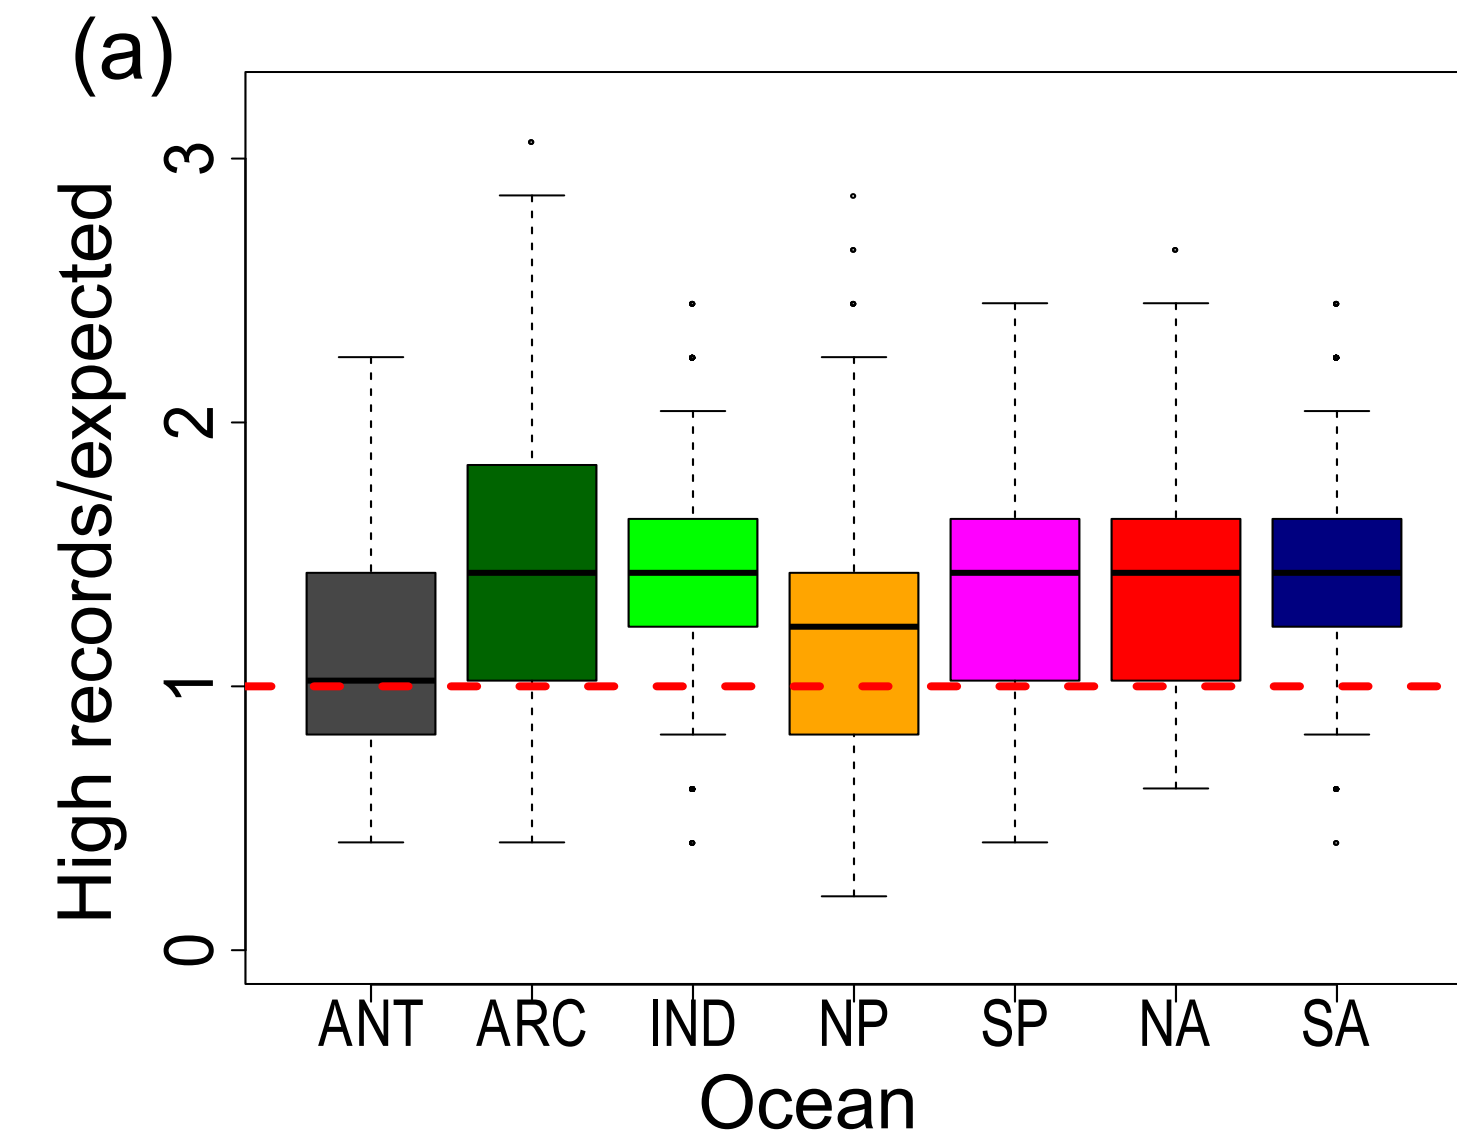 (a)
High records/expected
3
2
1
0
ANT ARC IND NP SP NA SA
Ocean